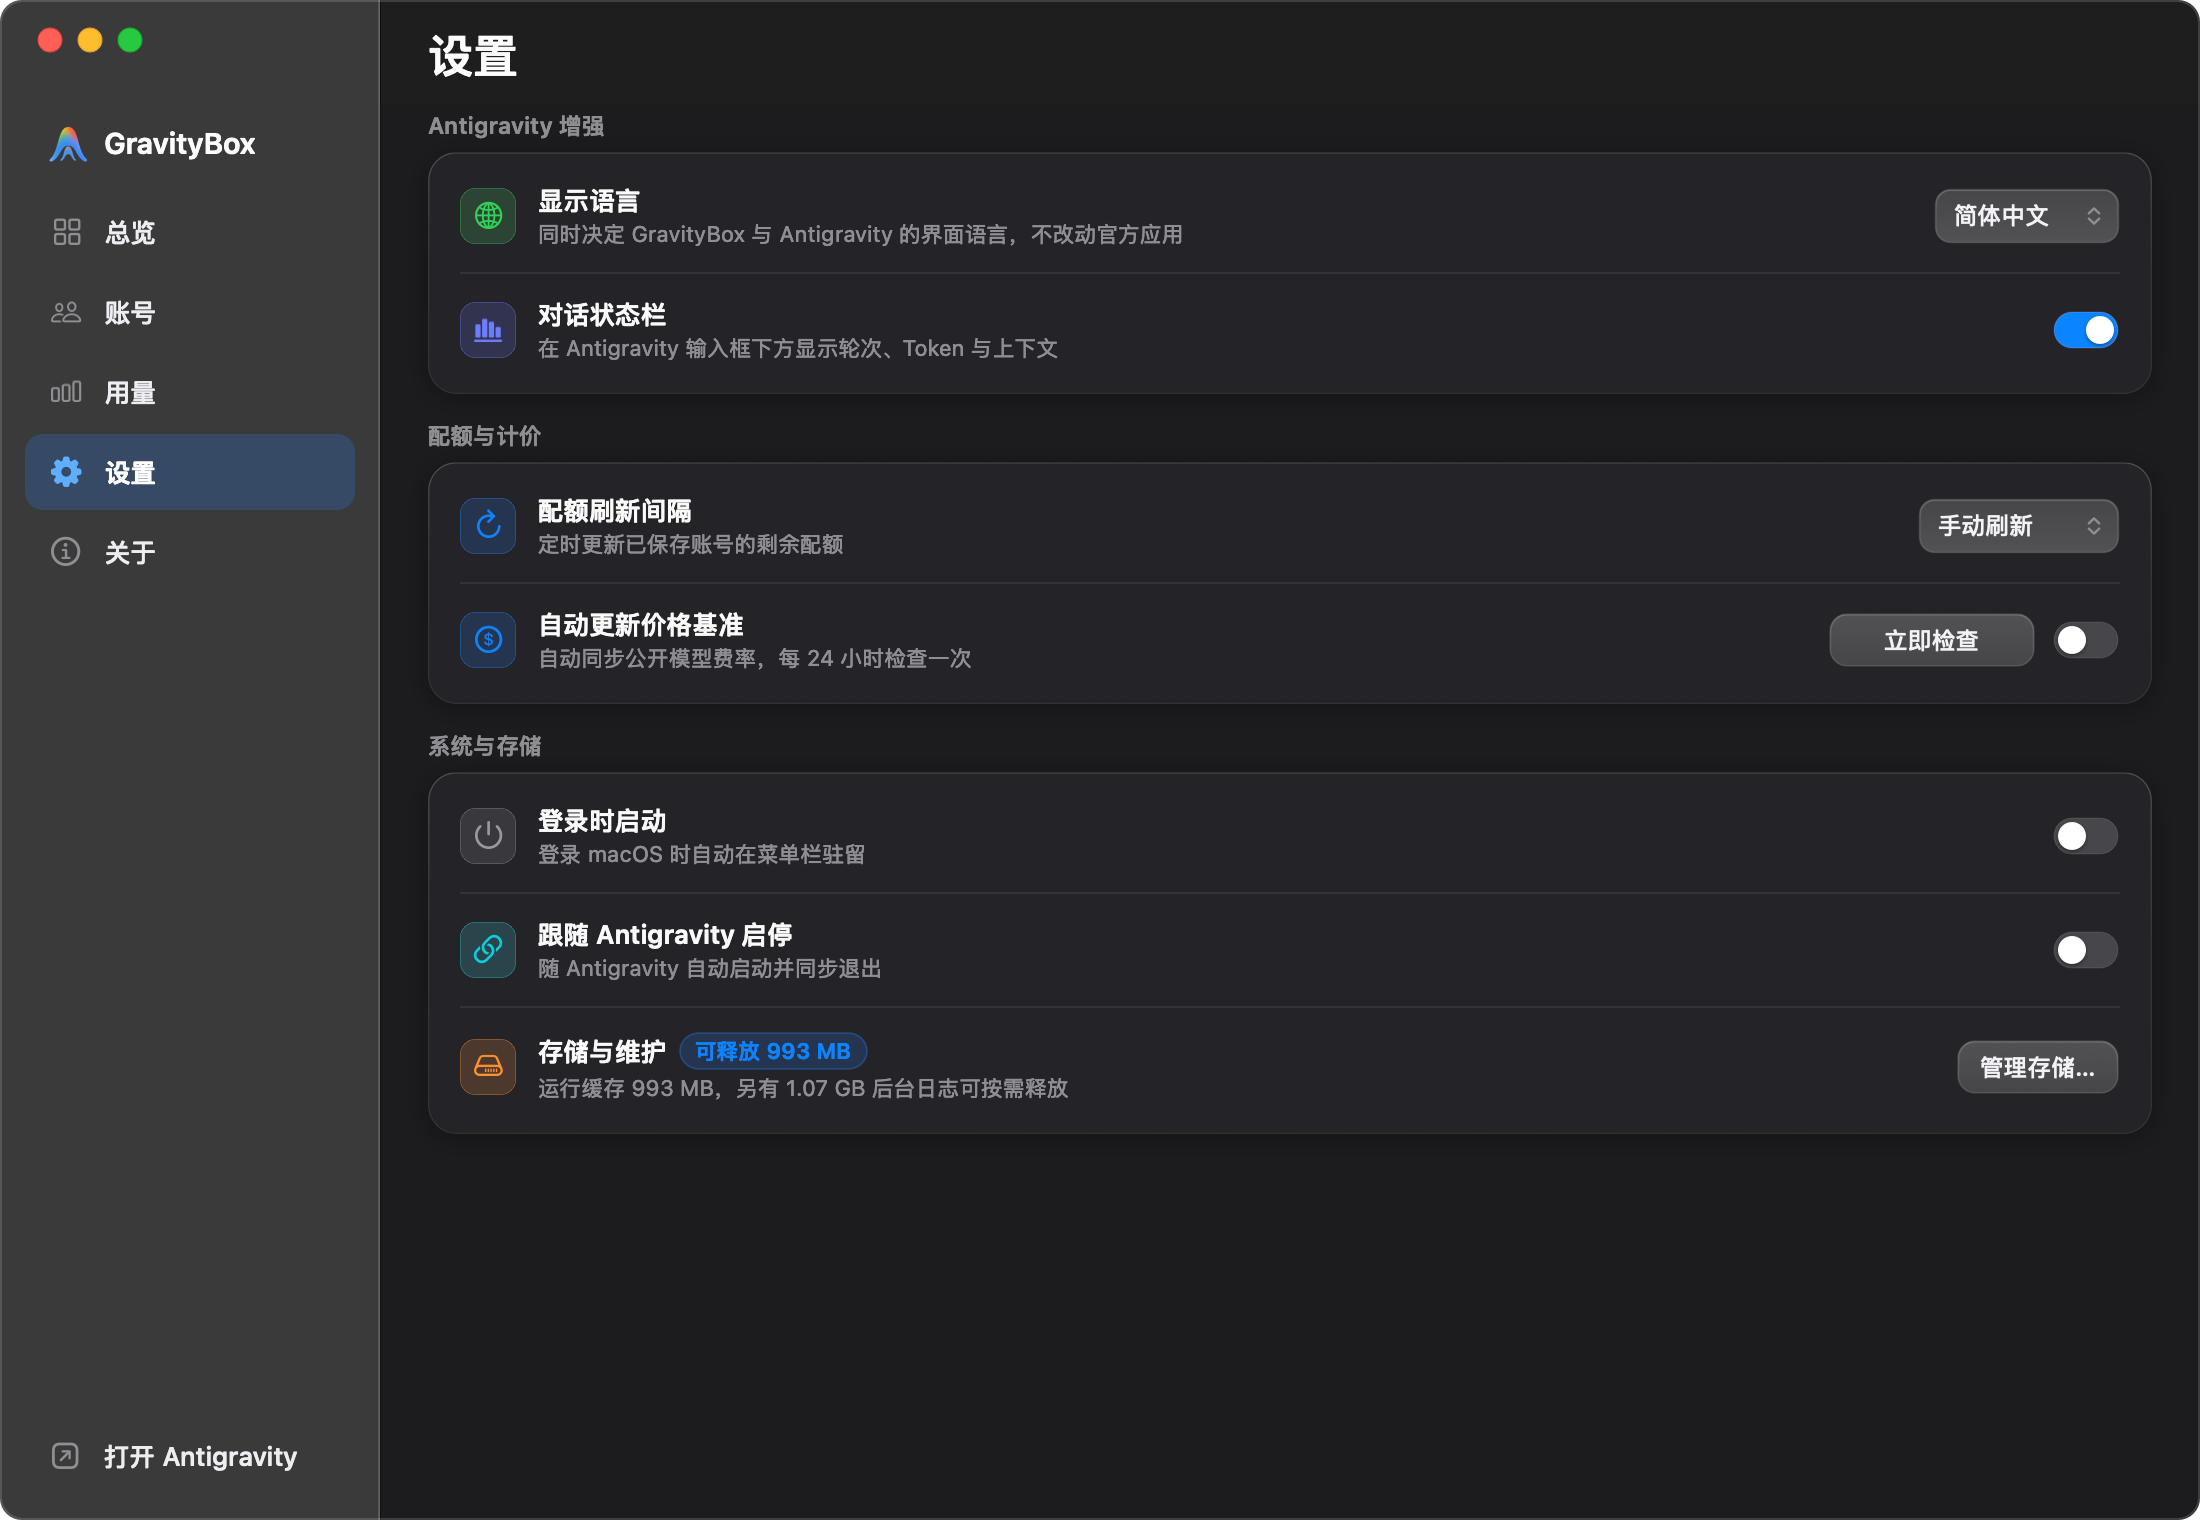 GravityBox
总览
账号
用量
设置
关于
打开 Antigravity
设置
Antigravity 增强
显示语言
同时决定 GravityBox 与 Antigravity 的界面语言，不改动官方应用
简体中文
对话状态栏
在 Antigravity 输入框下方显示轮次、Token 与上下文
配额与计价
配额刷新间隔
定时更新已保存账号的剩余配额
手动刷新
自动更新价格基准
自动同步公开模型费率，每 24 小时检查一次
立即检查
系统与存储
登录时启动
登录 macOS 时自动在菜单栏驻留
跟随 Antigravity 启停
随 Antigravity 自动启动并同步退出
存储与维护 可释放 993 MB
运行缓存 993 MB，另有 1.07 GB 后台日志可按需释放
管理存储...